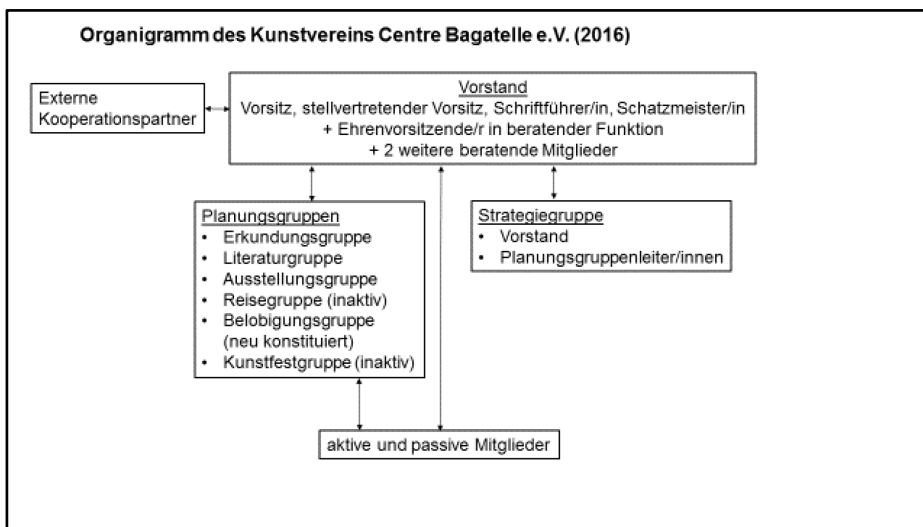 Organigramm des Kunstvereins Centre Bagatelle e.V. (2016)
Externe
Kooperationspartner
Vorstand
Vorsitz, stellvertretender Vorsitz, Schriftführer/in, Schatzmeister/in
+ Ehrenvorsitzende/r in beratender Funktion
+ 2 weitere beratende Mitglieder
Planungsgruppen
• Erkundungsgruppe
• Literaturgruppe
• Ausstellungsgruppe
• Reisegruppe (inaktiv)
• Belobigungsgruppe
(neu konstituiert)
• Kunstfestgruppe (inaktiv)
Strategiegruppe
• Vorstand
• Planungsgruppenleiter/innen
aktive und passive Mitglieder